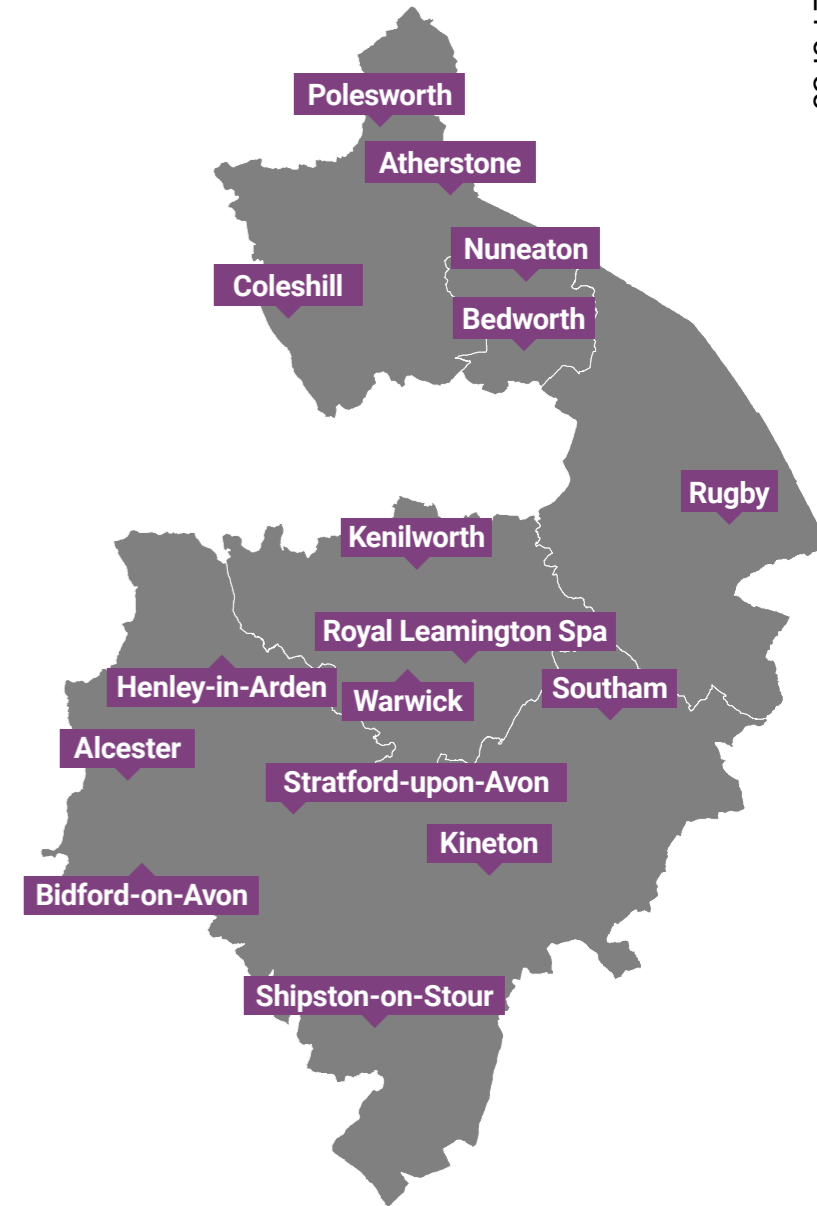 Polesworth
Atherstone
Nuneaton
Coleshill
Bedworth
Rugby
Kenilworth
Royal Leamington Spa
Henley-in-Arden
Warwick
Southam
Alcester
Stratford-upon-Avon
Kineton
Bidford-on-Avon
Shipston-on-Stour